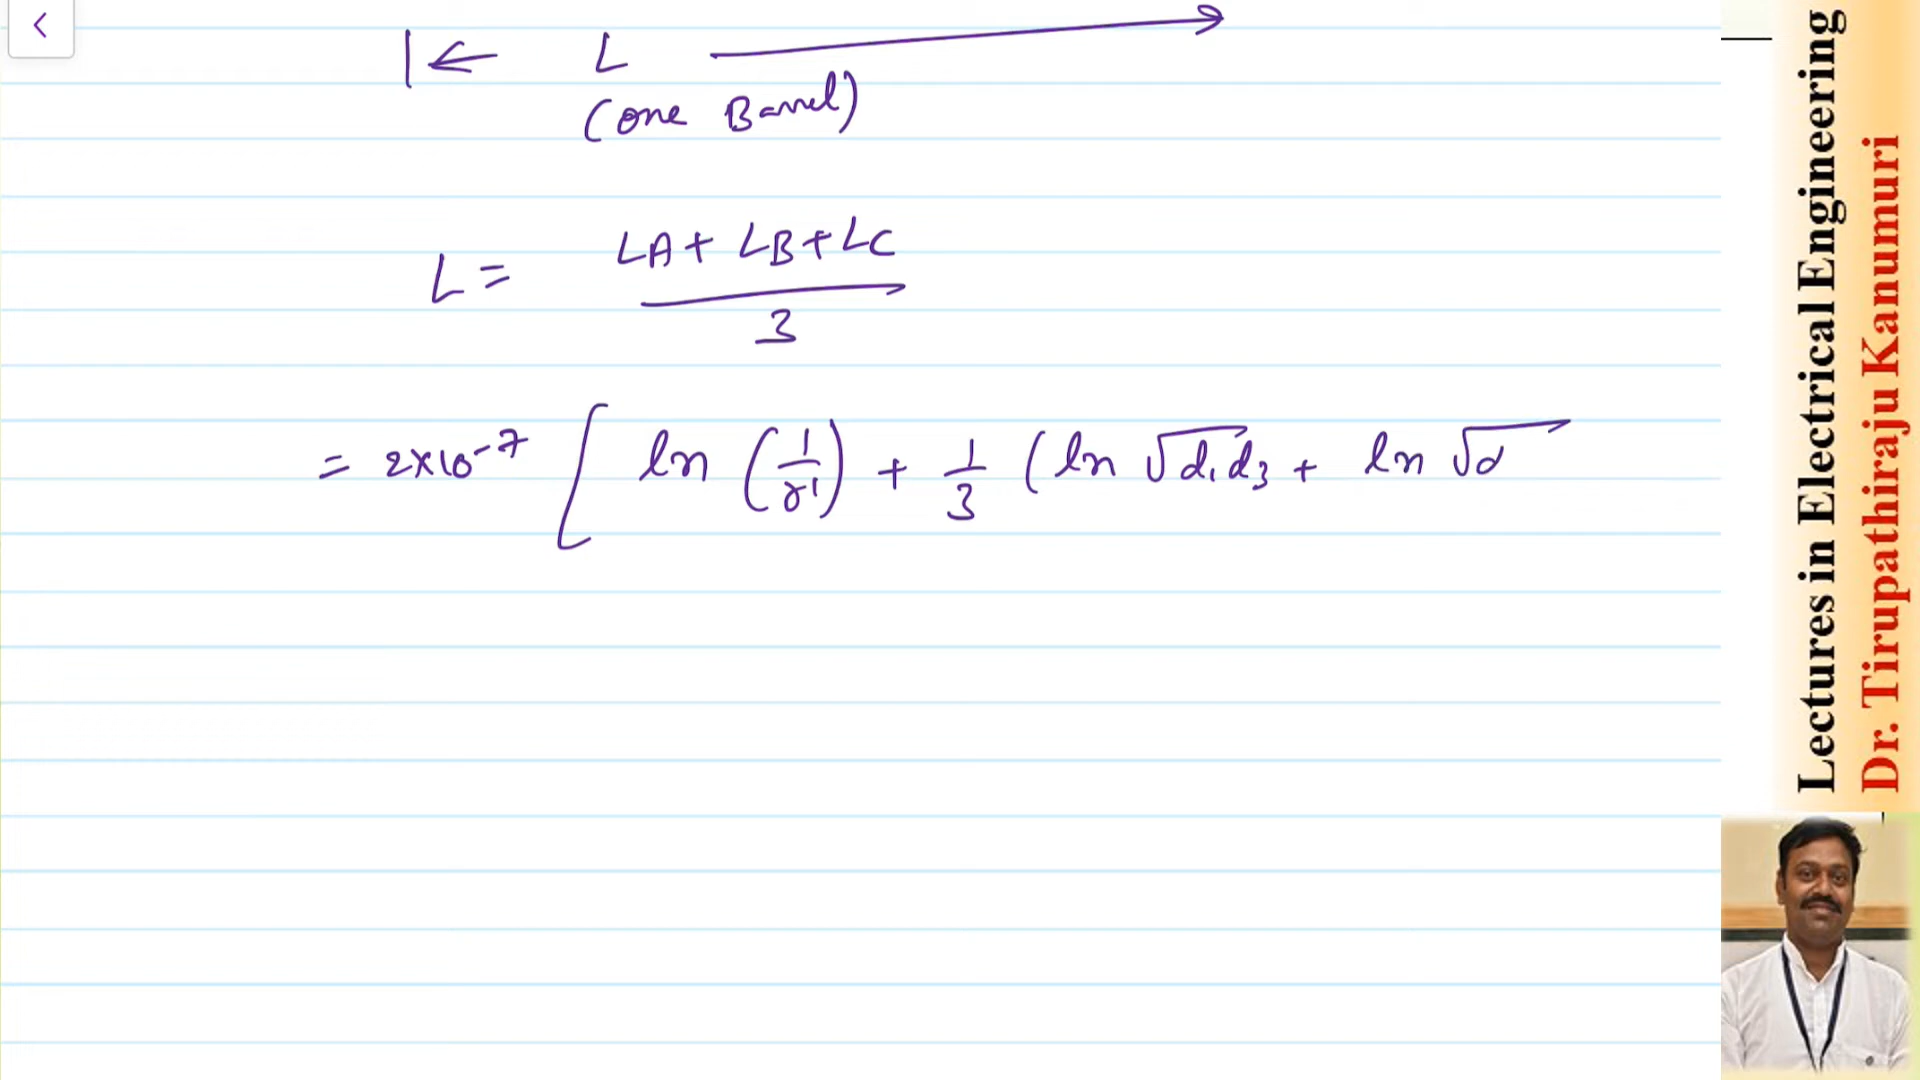 L
(one Barrel)
L = LA + LB + LC
3
= 2×10⁻⁷ [ ln (1/r') + 1/3 ( ln √d₁d₃ + ln √d
Lectures in Electrical Engineering
Dr. Tirupathiraju Kanumuri